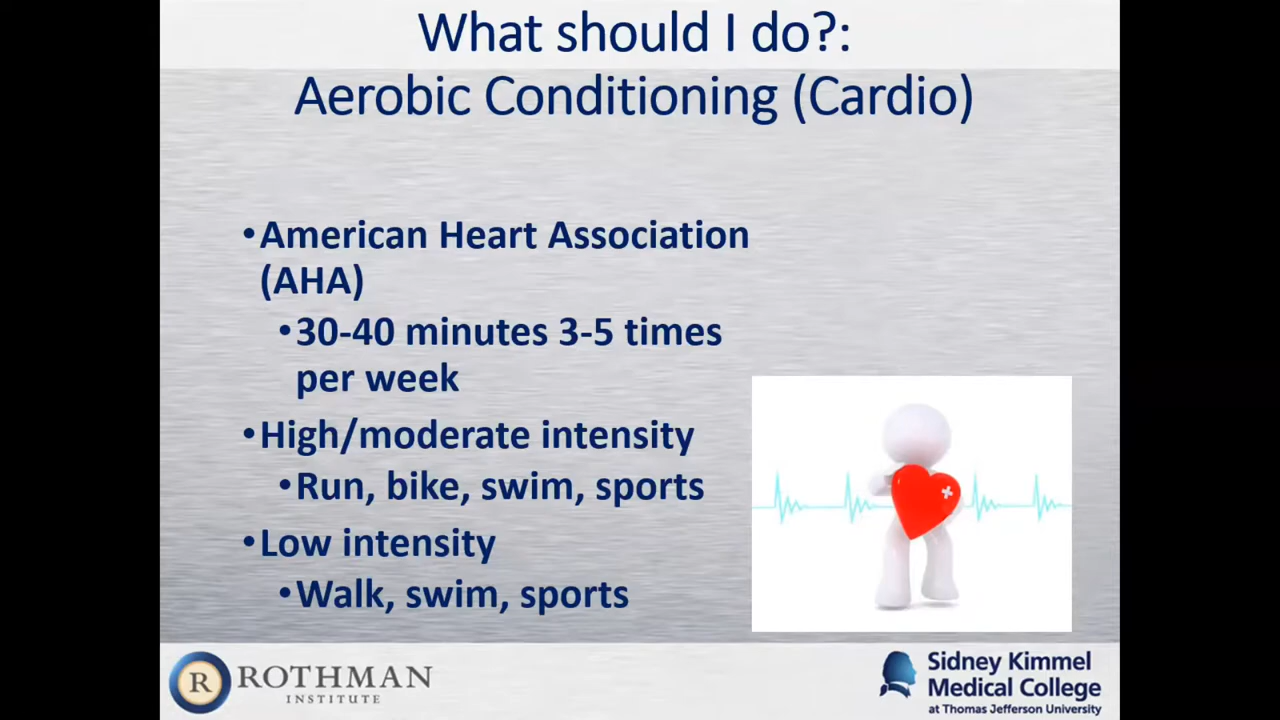 What should I do?:
Aerobic Conditioning (Cardio)
•American Heart Association
(AHA)
•30-40 minutes 3-5 times
per week
•High/moderate intensity
•Run, bike, swim, sports
•Low intensity
•Walk, swim, sports
R ROTHMAN
INSTITUTE
Sidney Kimmel
Medical College
at Thomas Jefferson University